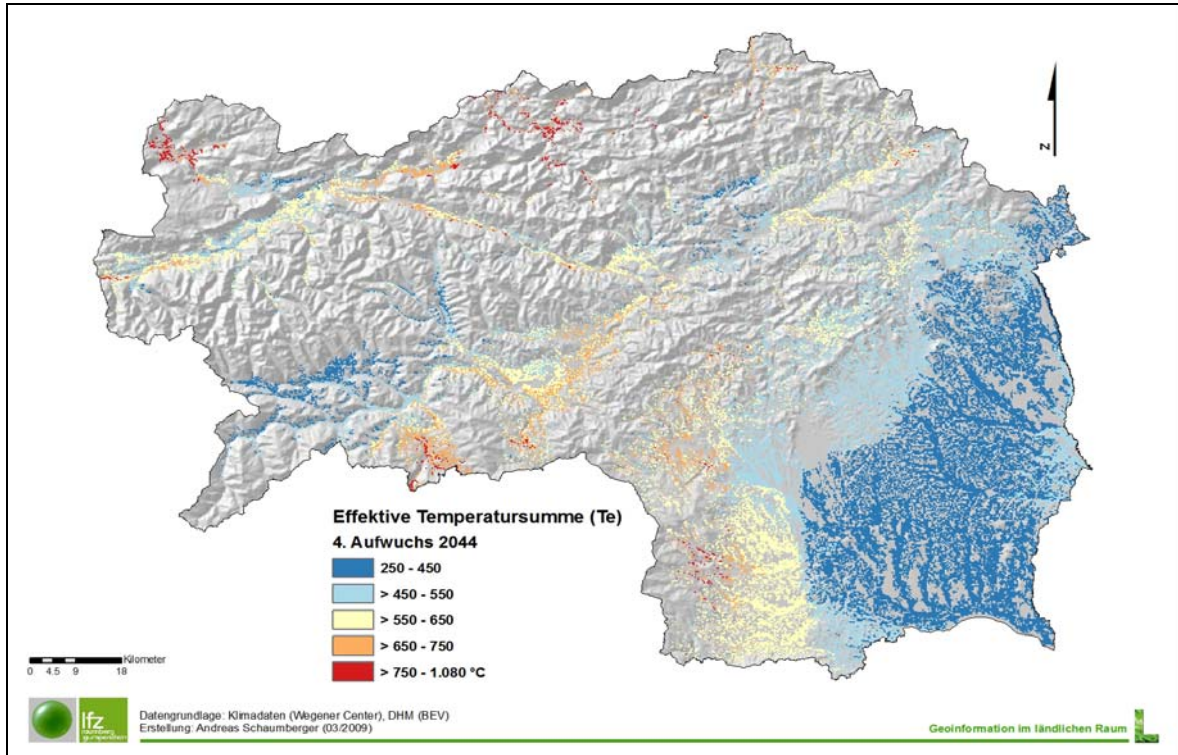 N
Effektive Temperatursumme (Te)
4. Aufwuchs 2044
250 - 450
> 450 - 550
> 550 - 650
> 650 - 750
> 750 - 1.080 °C
Kilometer
0 4.5 9 18
lfz
raumberg
gumpenstein
Datengrundlage: Klimadaten (Wegener Center), DHM (BEV)
Erstellung: Andreas Schaumberger (03/2009)
Geoinformation im ländlichen Raum
L